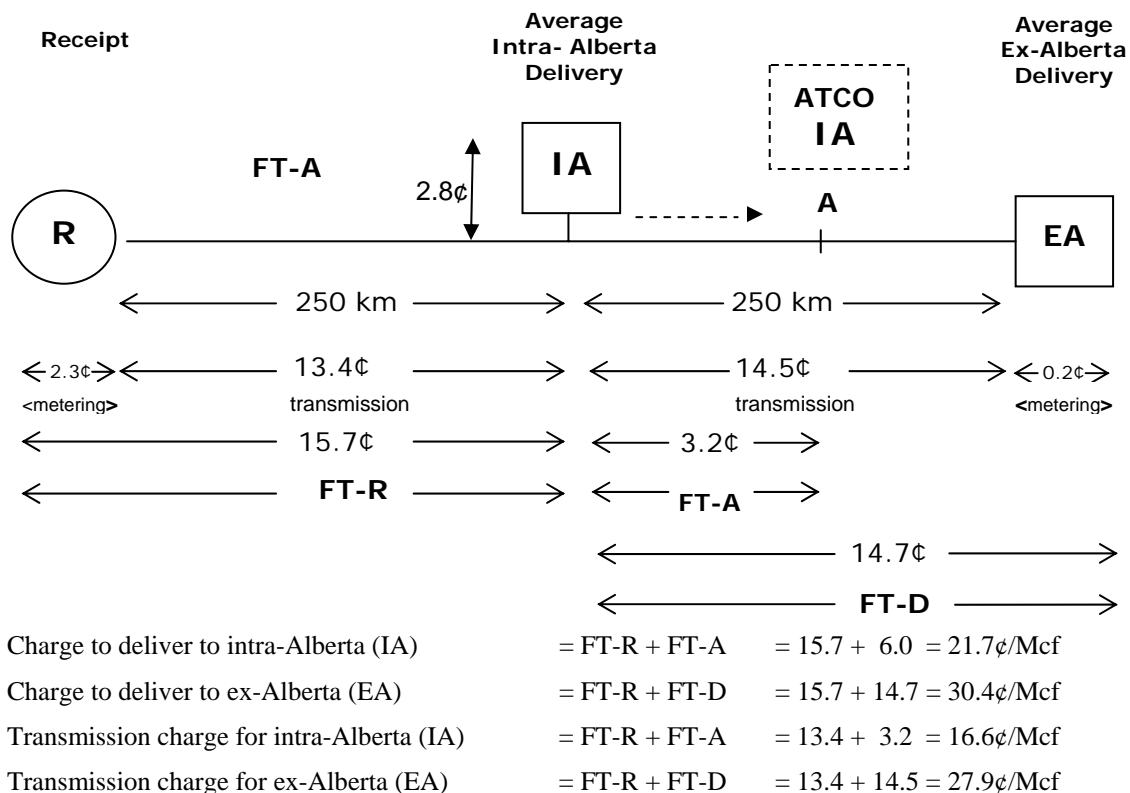 Receipt
Average
Intra- Alberta
Delivery
Average
Ex-Alberta
Delivery
ATCO
IA
FT-A
2.8¢
IA
A
R
EA
250 km
250 km
2.3¢
13.4¢
14.5¢
0.2¢
<metering>
transmission
transmission
<metering>
15.7¢
3.2¢
FT-R
FT-A
14.7¢
FT-D
Charge to deliver to intra-Alberta (IA) = FT-R + FT-A = 15.7 + 6.0 = 21.7¢/Mcf
Charge to deliver to ex-Alberta (EA) = FT-R + FT-D = 15.7 + 14.7 = 30.4¢/Mcf
Transmission charge for intra-Alberta (IA) = FT-R + FT-A = 13.4 + 3.2 = 16.6¢/Mcf
Transmission charge for ex-Alberta (EA) = FT-R + FT-D = 13.4 + 14.5 = 27.9¢/Mcf